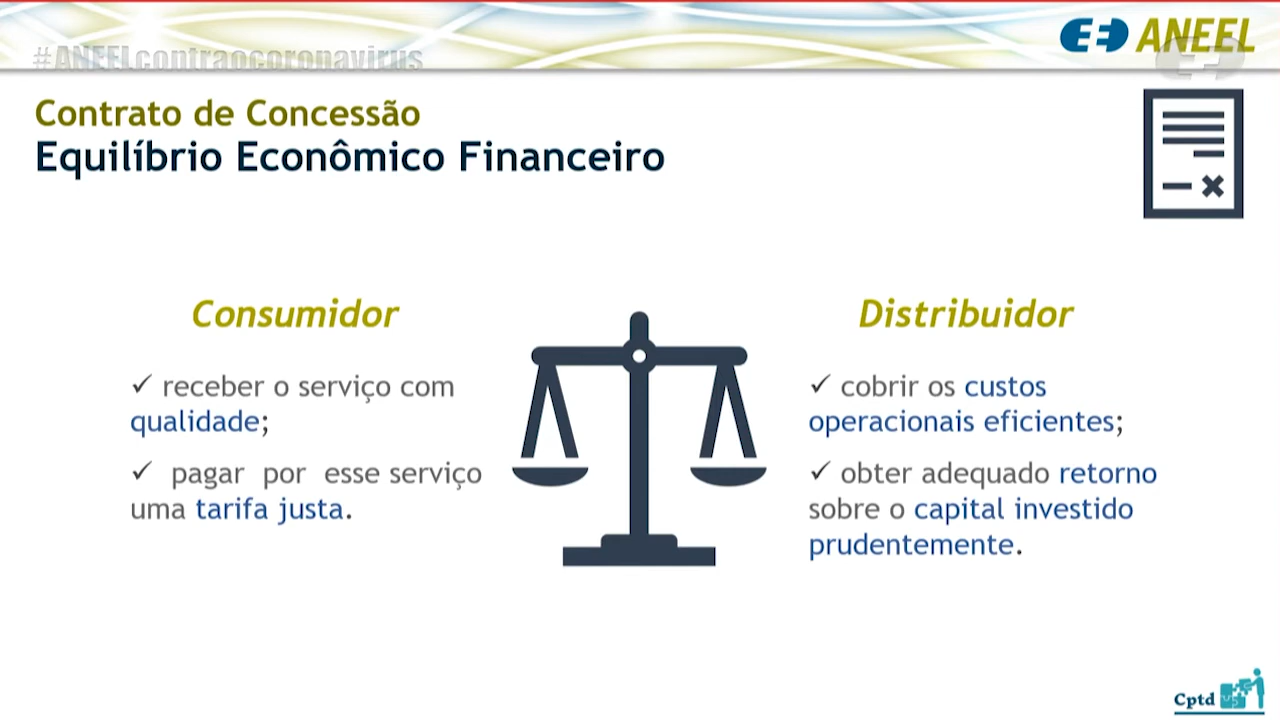 #ANEELcontraocoronavirus
ANEEL
Contrato de Concessão
Equilíbrio Econômico Financeiro
Consumidor
✓ receber o serviço com
qualidade;
✓ pagar por esse serviço
uma tarifa justa.
Distribuidor
✓ cobrir os custos
operacionais eficientes;
✓ obter adequado retorno
sobre o capital investido
prudentemente.
Cptd